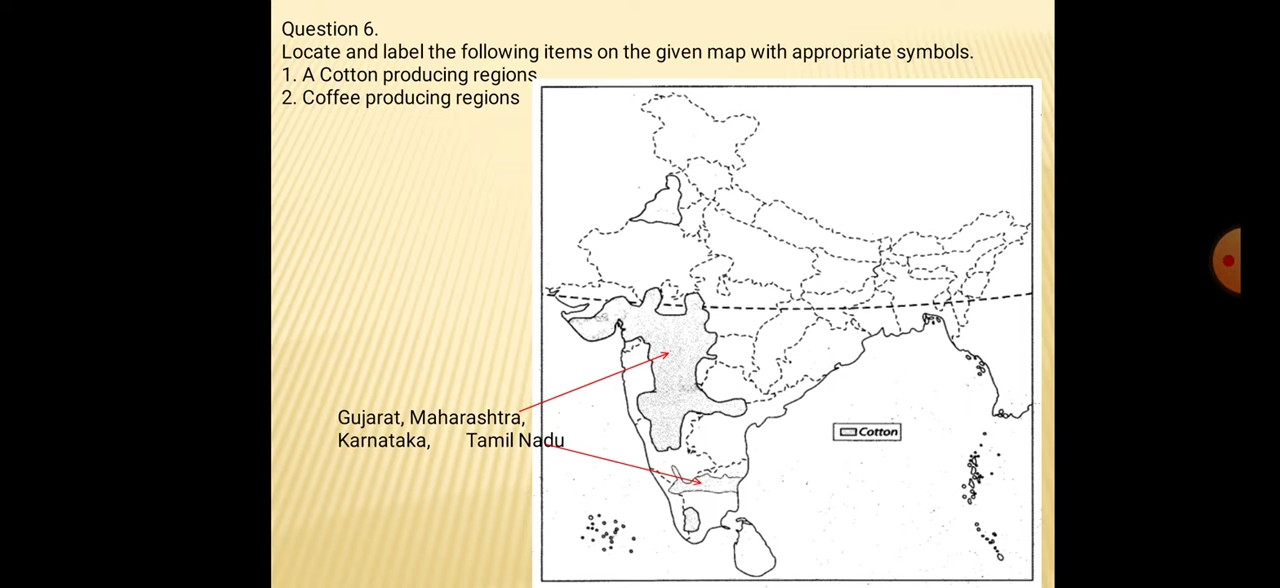 Question 6.
Locate and label the following items on the given map with appropriate symbols.
1. A Cotton producing regions
2. Coffee producing regions
Gujarat, Maharashtra,
Karnataka, Tamil Nadu
Cotton